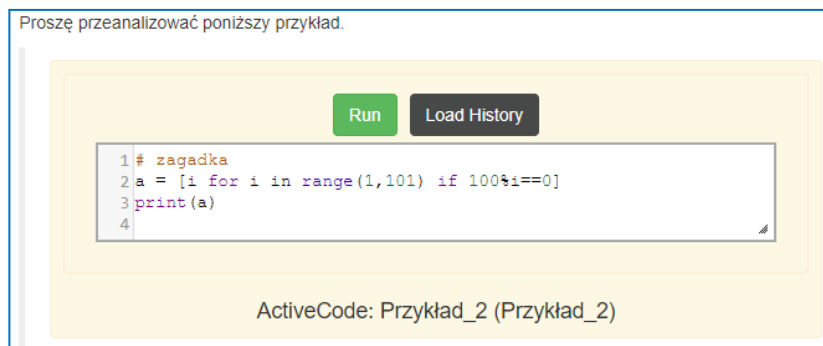 Proszę przeanalizować poniższy przykład.
Run Load History
1 # zagadka
2 a = [i for i in range(1,101) if 100%i==0]
3 print(a)
4
ActiveCode: Przykład_2 (Przykład_2)